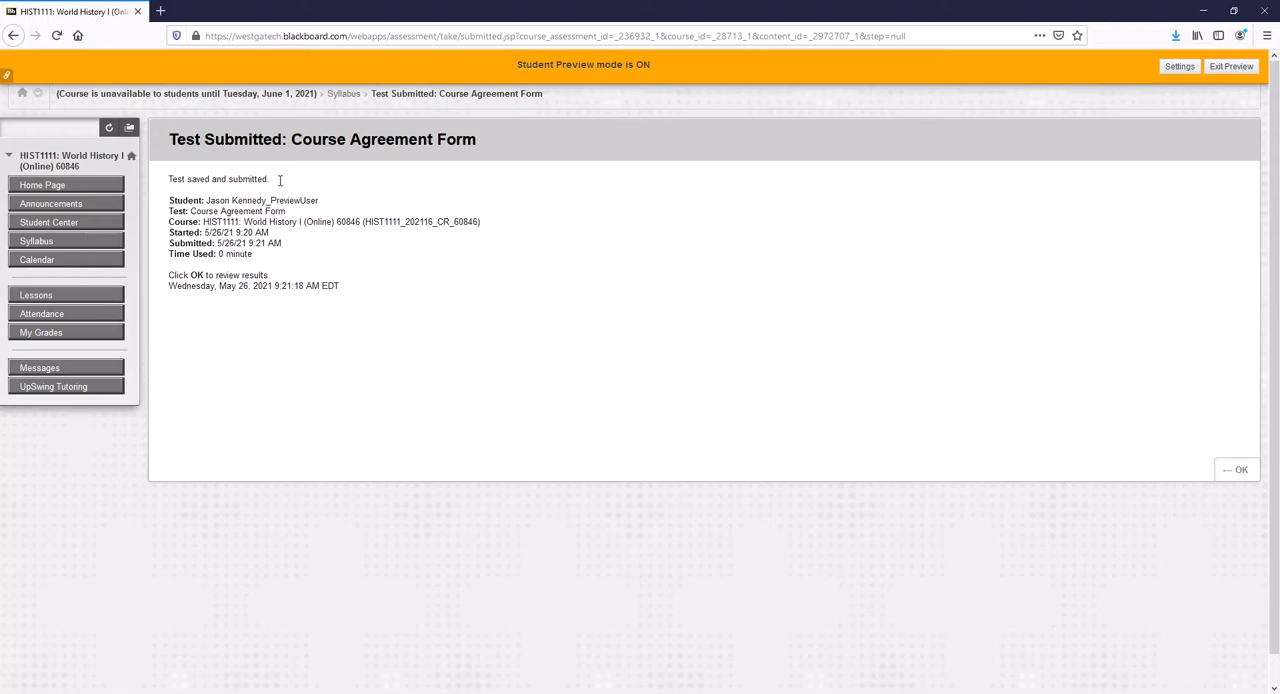 HIST1111: World History I (Onli
https://westgatech.blackboard.com/webapps/assessment/take/submitted.jsp?course_assessment_id=_236932_1&course_id=_28713_1&content_id=_2972707_1&step=null
Student Preview mode is ON
Settings
Exit Preview
(Course is unavailable to students until Tuesday, June 1, 2021) › Syllabus › Test Submitted: Course Agreement Form
HIST1111: World History I
(Online) 60846
Home Page
Announcements
Student Center
Syllabus
Calendar
Lessons
Attendance
My Grades
Messages
UpSwing Tutoring
Test Submitted: Course Agreement Form
Test saved and submitted.
Student: Jason Kennedy_PreviewUser
Test: Course Agreement Form
Course: HIST1111: World History I (Online) 60846 (HIST1111_202116_CR_60846)
Started: 5/26/21 9:20 AM
Submitted: 5/26/21 9:21 AM
Time Used: 0 minute
Click OK to review results.
Wednesday, May 26, 2021 9:21:18 AM EDT
← OK